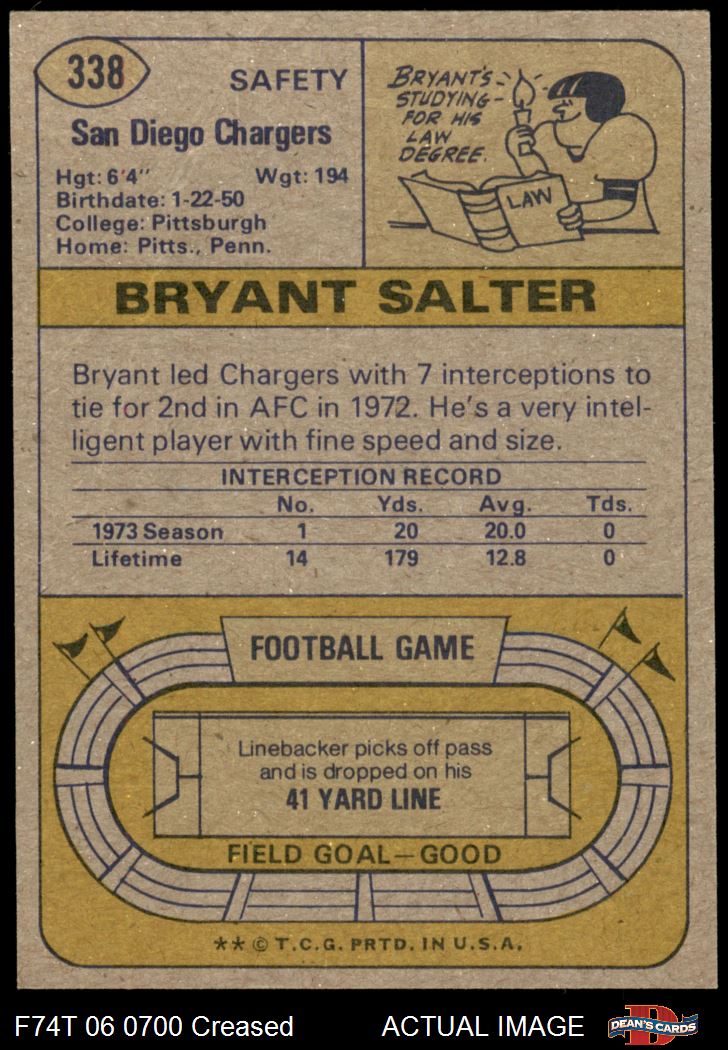 338
SAFETY
San Diego Chargers
Hgt: 6'4" Wgt: 194
Birthdate: 1-22-50
College: Pittsburgh
Home: Pitts., Penn.
BRYANT'S
STUDYING
FOR HIS
LAW
DEGREE.
LAW
BRYANT SALTER
Bryant led Chargers with 7 interceptions to
tie for 2nd in AFC in 1972. He's a very intel-
ligent player with fine speed and size.
INTERCEPTION RECORD
No. Yds. Avg. Tds.
1973 Season 1 20 20.0 0
Lifetime 14 179 12.8 0
FOOTBALL GAME
Linebacker picks off pass
and is dropped on his
41 YARD LINE
FIELD GOAL—GOOD
** © T.C.G. PRTD. IN U.S.A.
F74T 06 0700 Creased ACTUAL IMAGE
D
DEAN'S CARDS